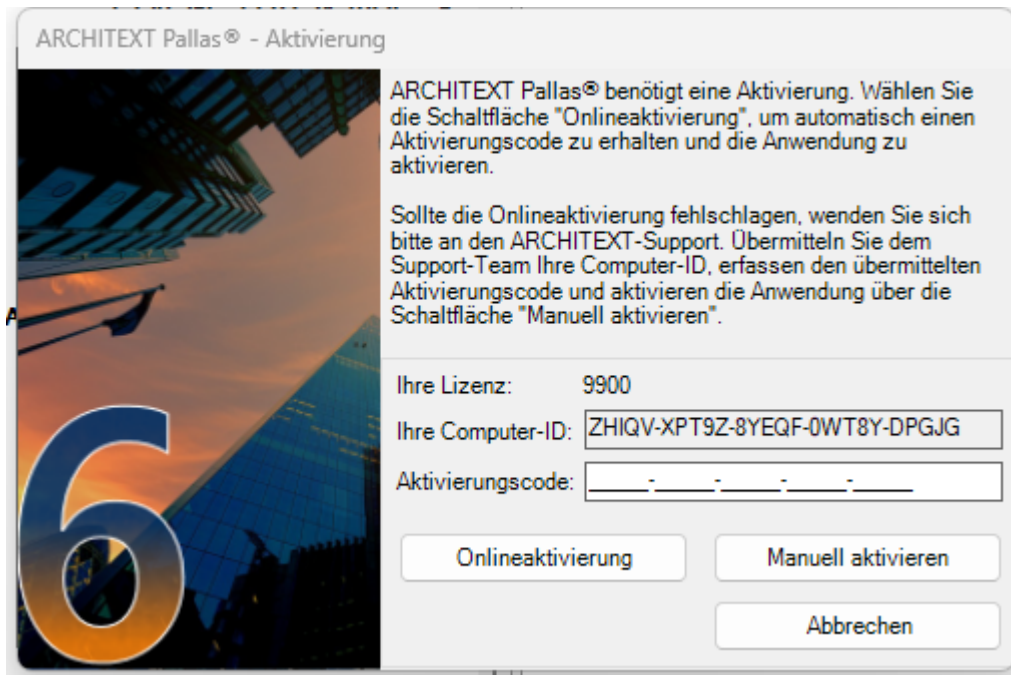 ARCHITEXT Pallas® - Aktivierung
ARCHITEXT Pallas® benötigt eine Aktivierung. Wählen Sie
die Schaltfläche "Onlineaktivierung", um automatisch einen
Aktivierungscode zu erhalten und die Anwendung zu
aktivieren.
Sollte die Onlineaktivierung fehlschlagen, wenden Sie sich
bitte an den ARCHITEXT-Support. Übermitteln Sie dem
Support-Team Ihre Computer-ID, erfassen den übermittelten
Aktivierungscode und aktivieren die Anwendung über die
Schaltfläche "Manuell aktivieren".
Ihre Lizenz: 9900
Ihre Computer-ID: ZHIQV-XPT9Z-8YEQF-0WT8Y-DPGJG
Aktivierungscode: _____-_____-_____-_____-_____
Onlineaktivierung Manuell aktivieren
Abbrechen
6